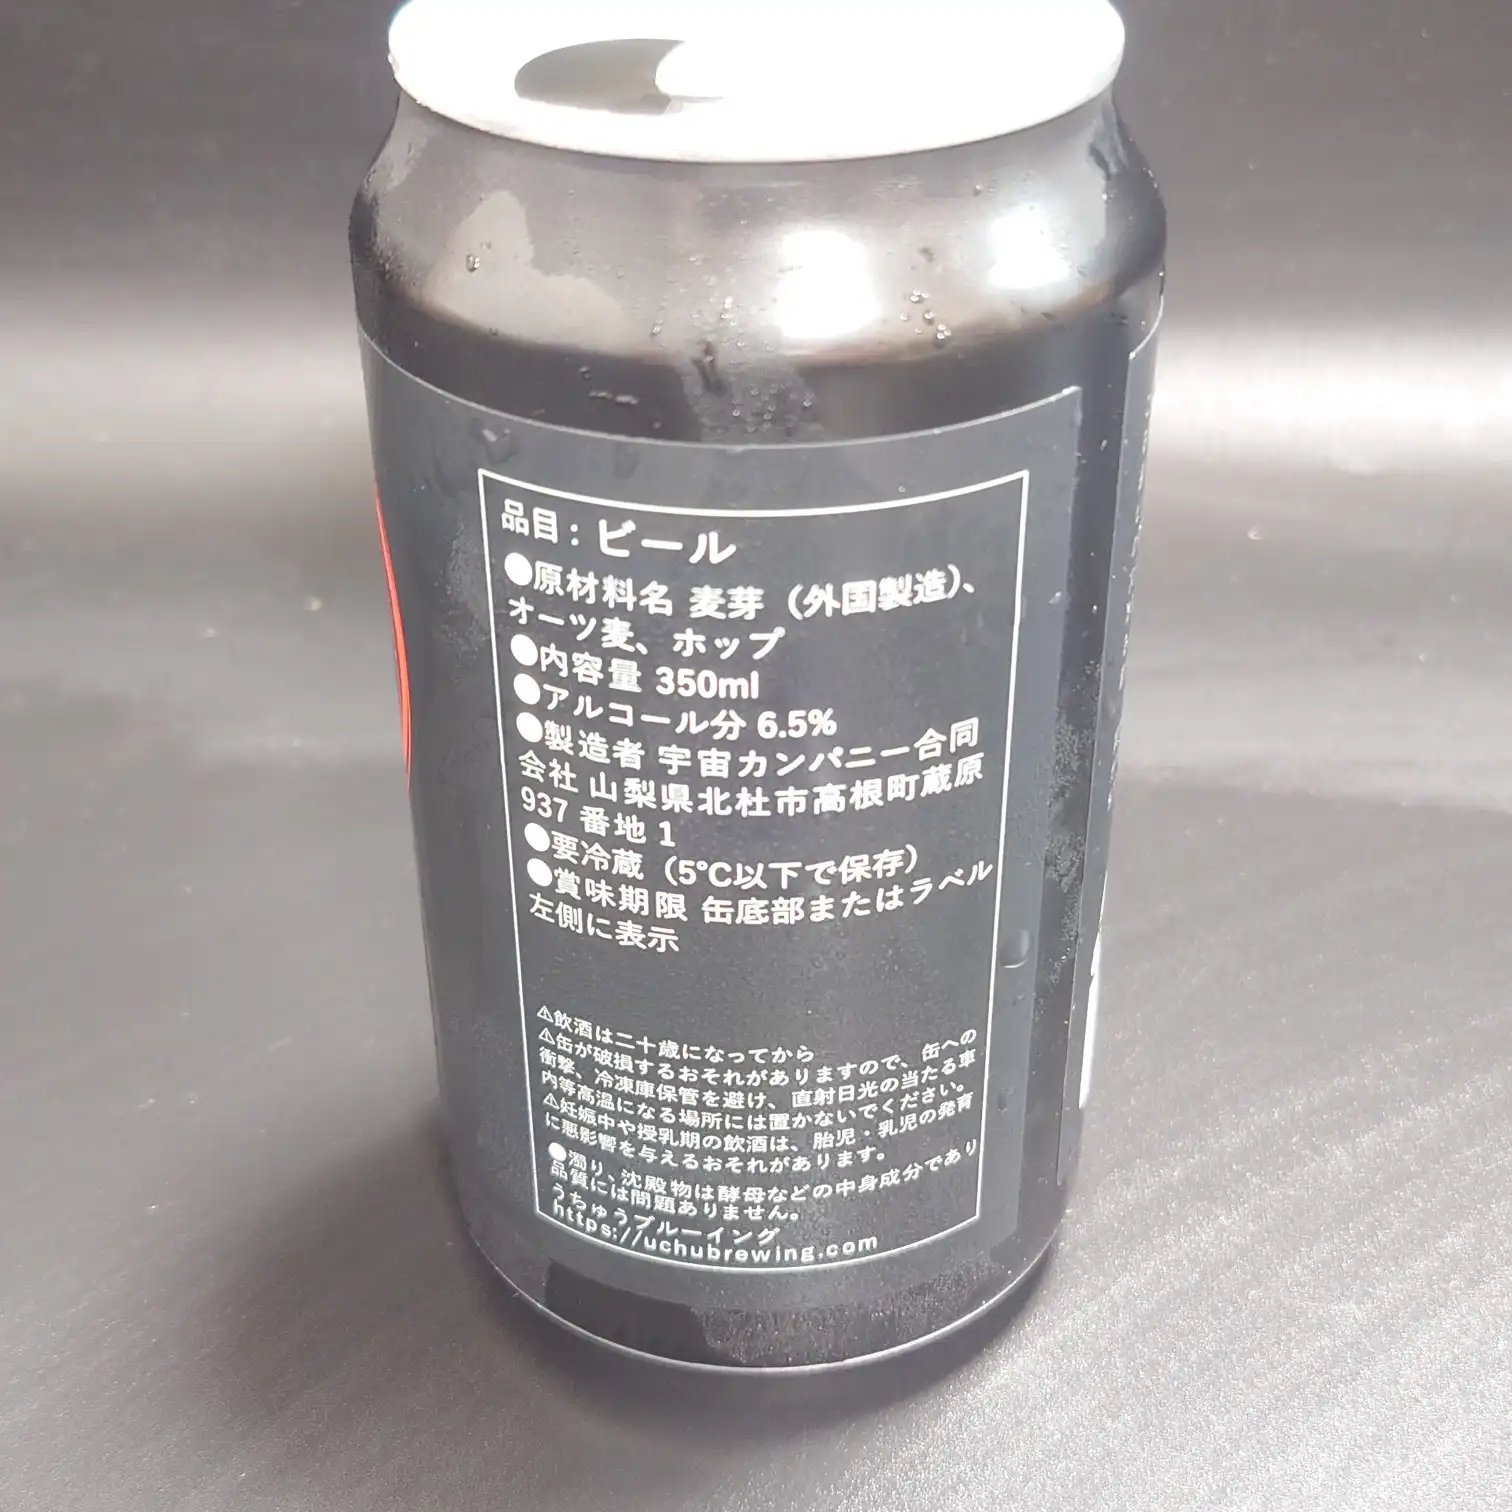 品目：ビール
●原材料名 麦芽（外国製造）、
オーツ麦、ホップ
●内容量 350ml
●アルコール分 6.5%
●製造者 宇宙カンパニー合同
会社 山梨県北杜市高根町蔵原
937 番地 1
●要冷蔵（5℃以下で保存）
●賞味期限 缶底部またはラベル
左側に表示
⚠飲酒は二十歳になってから
⚠缶が破損するおそれがありますので、缶への
衝撃、冷凍庫保管を避け、直射日光の当たる車
内等高温になる場所には置かないでください。
⚠妊娠中や授乳期の飲酒は、胎児・乳児の発育
に悪影響を与えるおそれがあります。
●濁り、沈殿物は酵母などの中身成分であり
品質には問題ありません。
うちゅうブルーイング
https://uchubrewing.com